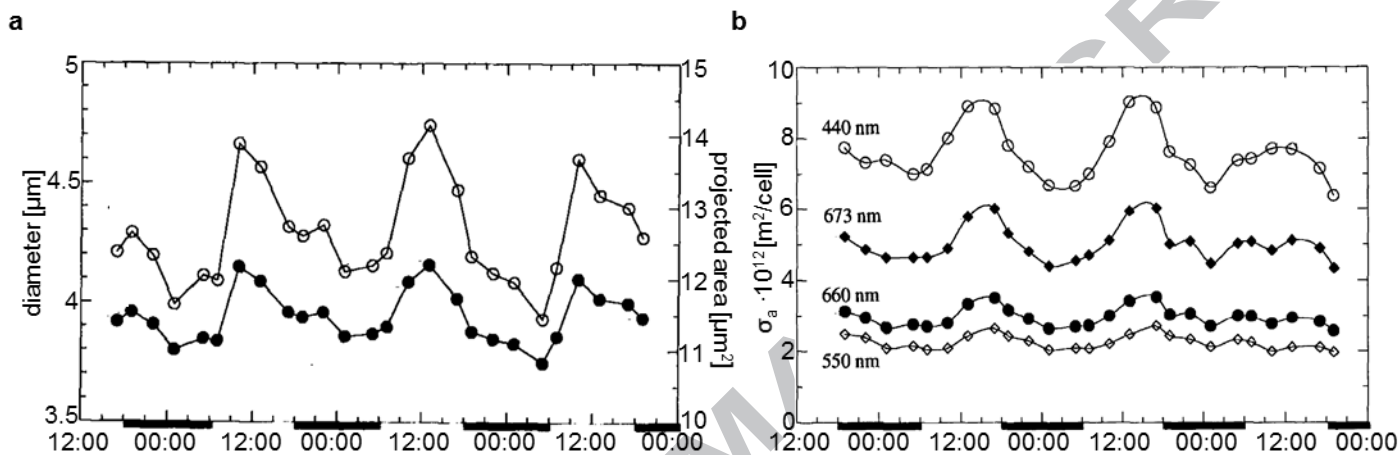 a
5
4.5
4
3.5
diameter [µm]
15
14
13
12
11
10
projected area [µm²]
12:00 00:00 12:00 00:00 12:00 00:00 12:00 00:00
b
10
8
6
4
2
0
σₐ ·10¹² [m²/cell]
440 nm
673 nm
660 nm
550 nm
12:00 00:00 12:00 00:00 12:00 00:00 12:00 00:00